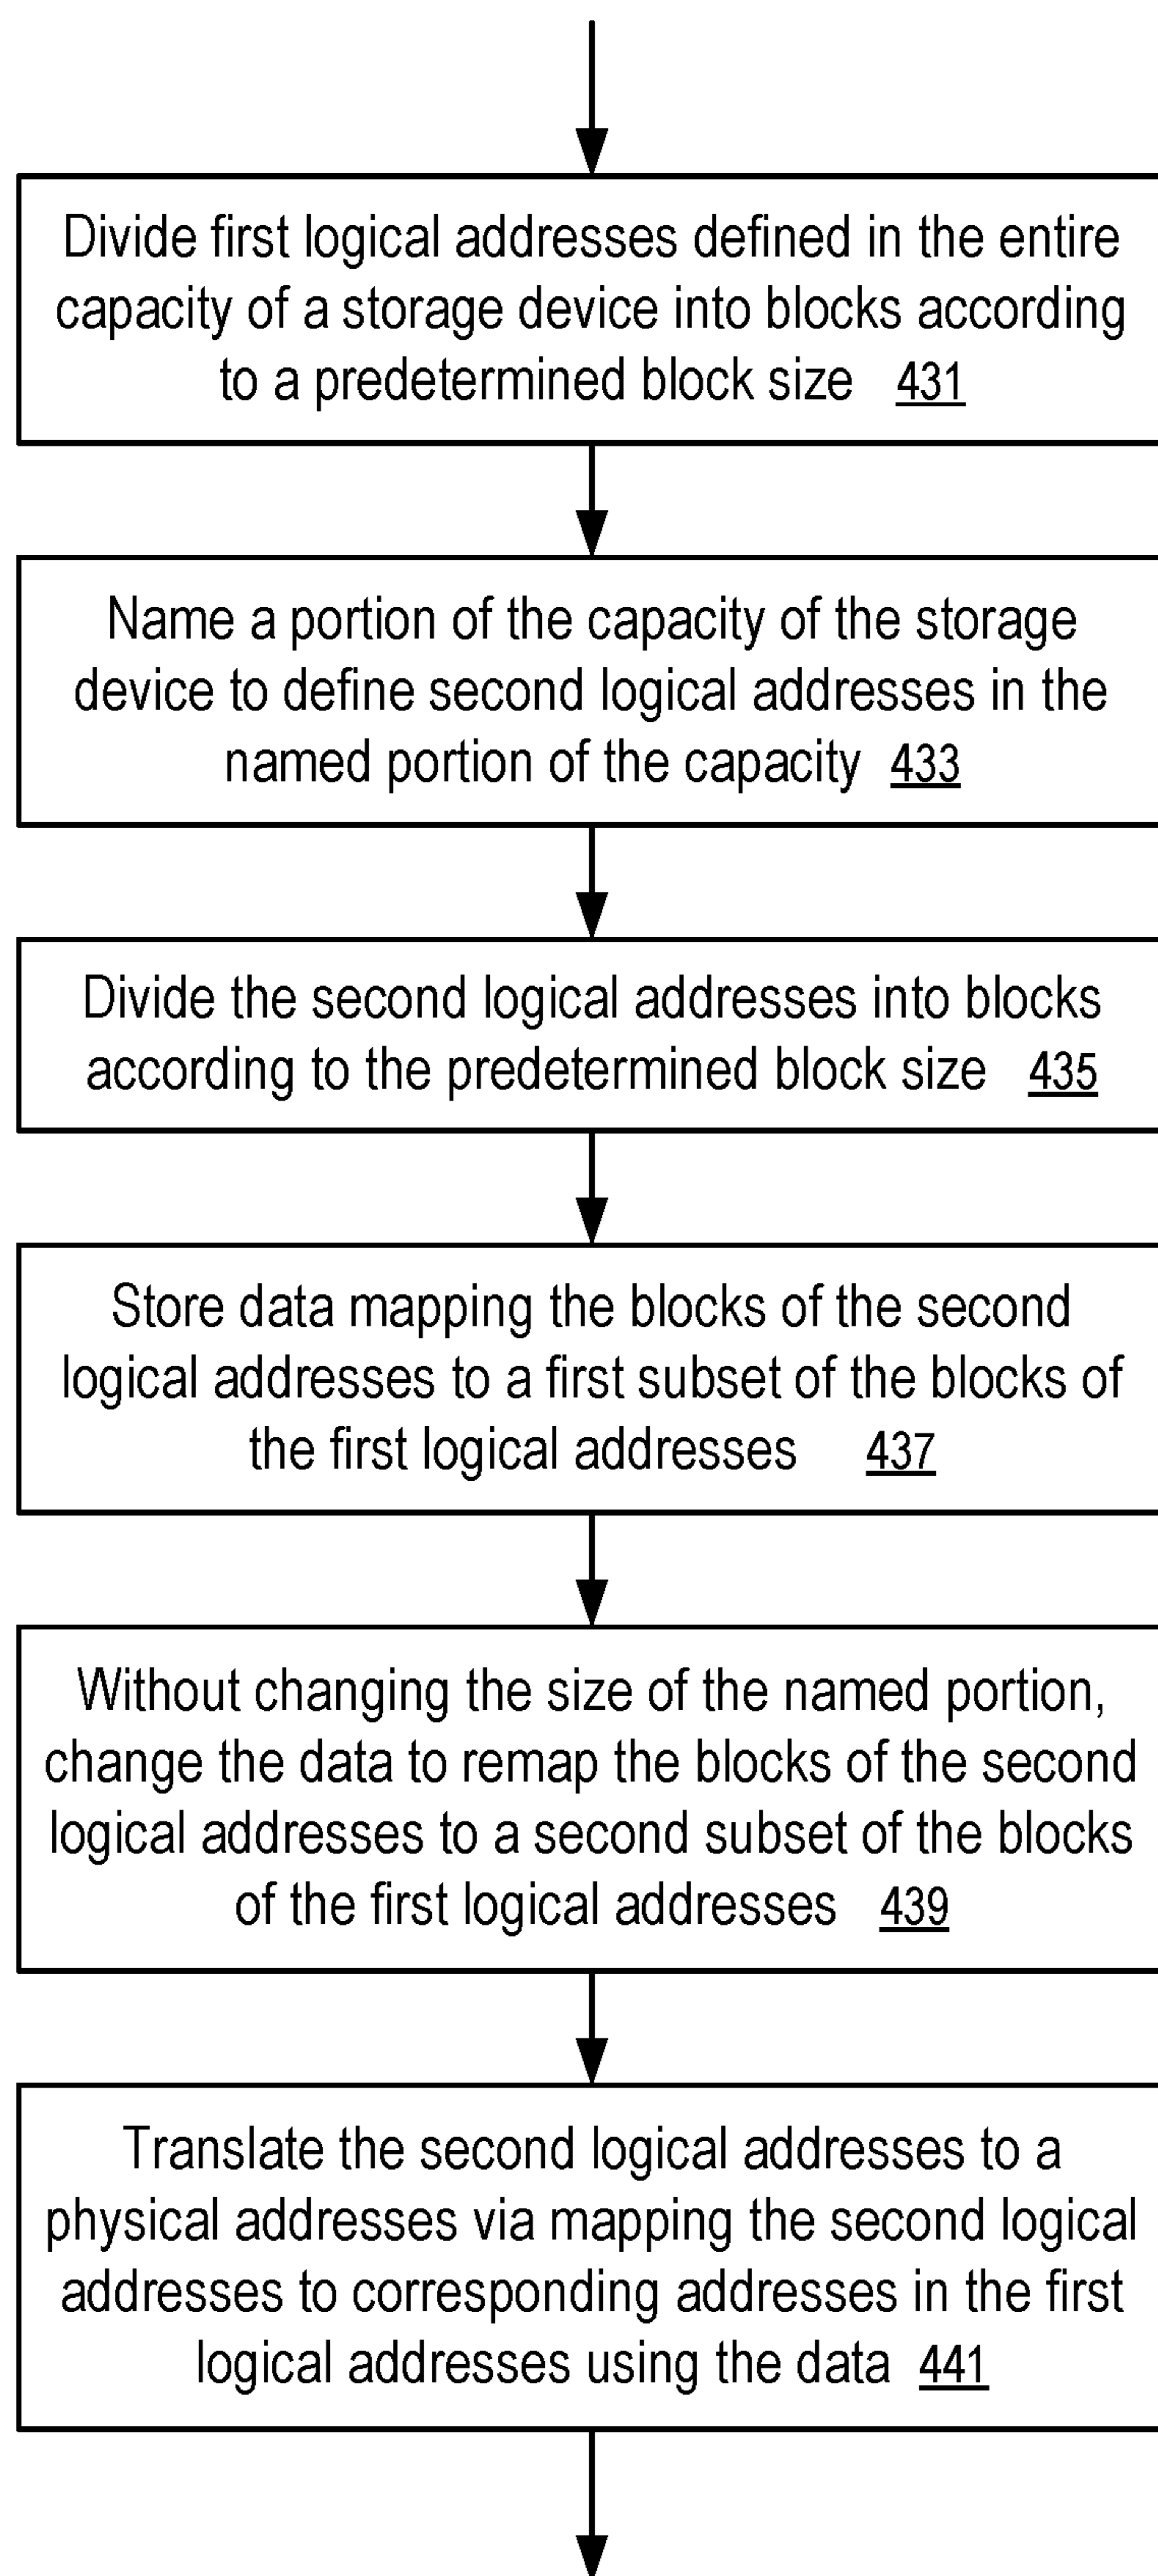 Divide first logical addresses defined in the entire
capacity of a storage device into blocks according
to a predetermined block size 431
Name a portion of the capacity of the storage
device to define second logical addresses in the
named portion of the capacity 433
Divide the second logical addresses into blocks
according to the predetermined block size 435
Store data mapping the blocks of the second
logical addresses to a first subset of the blocks of
the first logical addresses 437
Without changing the size of the named portion,
change the data to remap the blocks of the second
logical addresses to a second subset of the blocks
of the first logical addresses 439
Translate the second logical addresses to a
physical addresses via mapping the second logical
addresses to corresponding addresses in the first
logical addresses using the data 441